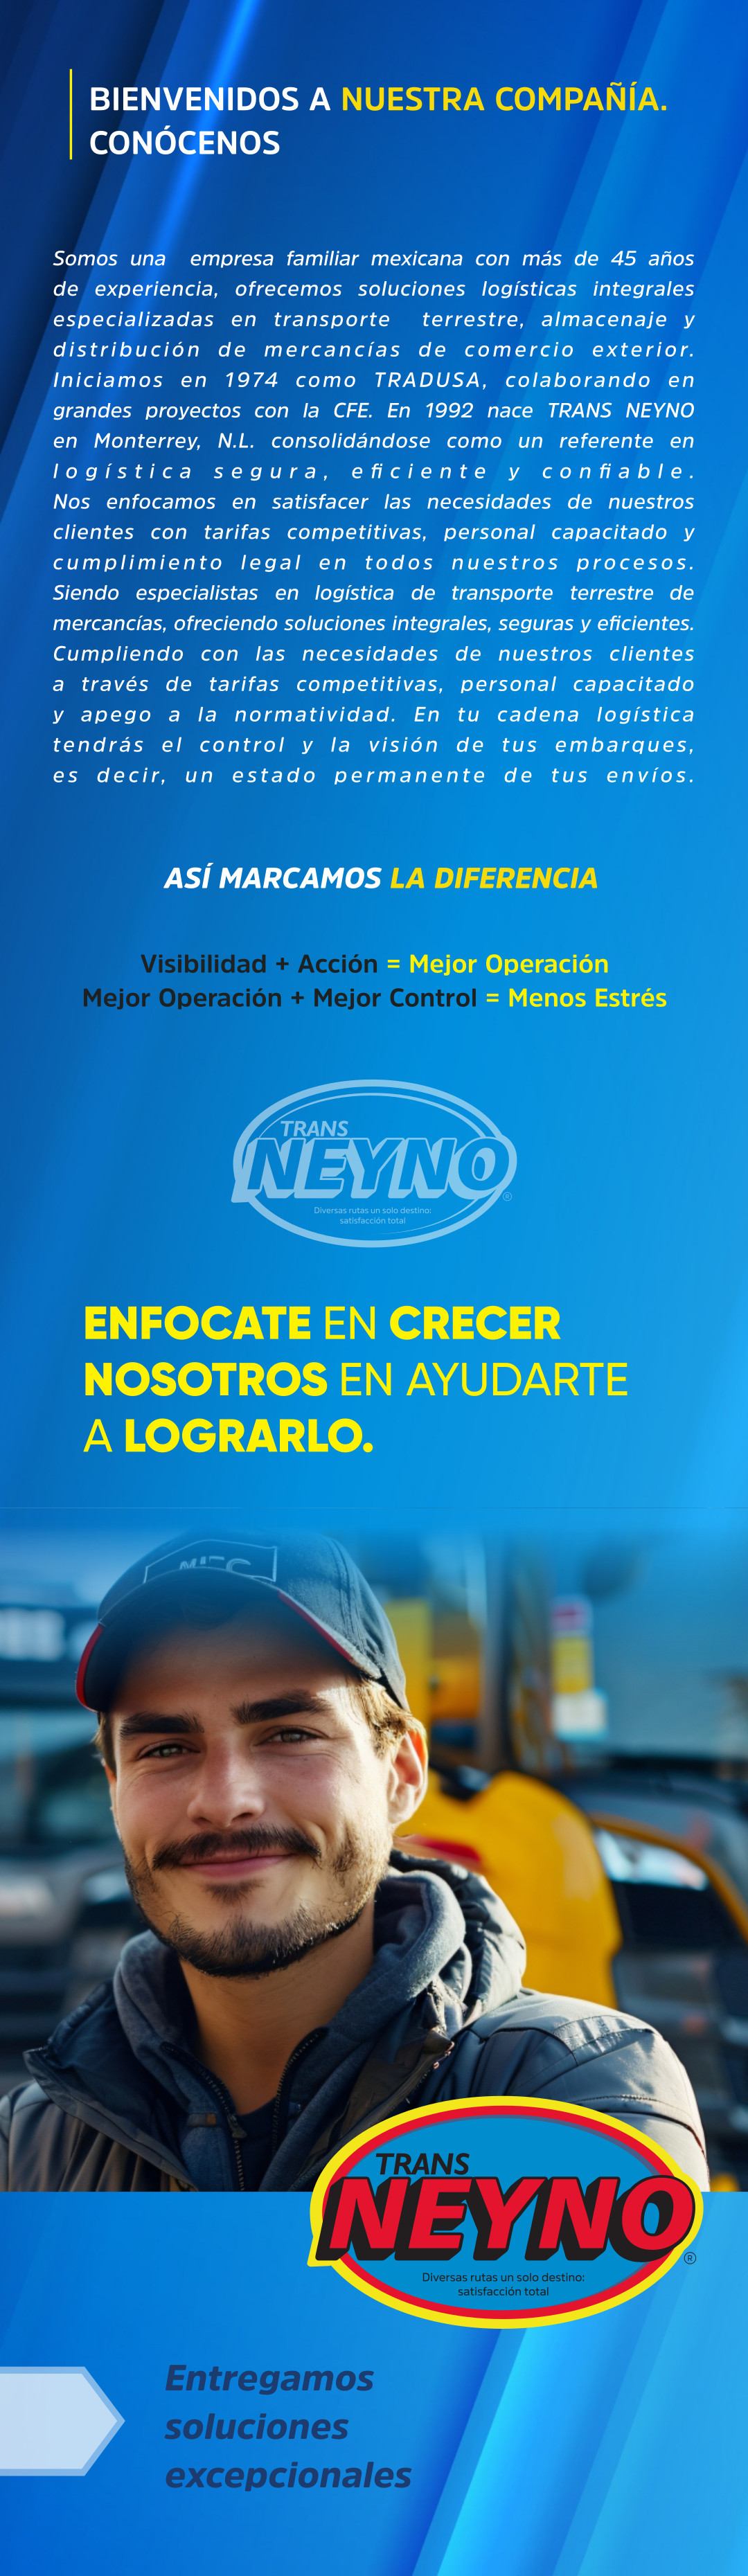 BIENVENIDOS A NUESTRA COMPAÑÍA.
CONÓCENOS
Somos una empresa familiar mexicana con más de 45 años
de experiencia, ofrecemos soluciones logísticas integrales
especializadas en transporte terrestre, almacenaje y
distribución de mercancías de comercio exterior.
Iniciamos en 1974 como TRADUSA, colaborando en
grandes proyectos con la CFE. En 1992 nace TRANS NEYNO
en Monterrey, N.L. consolidándose como un referente en
logística segura, eficiente y confiable.
Nos enfocamos en satisfacer las necesidades de nuestros
clientes con tarifas competitivas, personal capacitado y
cumplimiento legal en todos nuestros procesos.
Siendo especialistas en logística de transporte terrestre de
mercancías, ofreciendo soluciones integrales, seguras y eficientes.
Cumpliendo con las necesidades de nuestros clientes
a través de tarifas competitivas, personal capacitado
y apego a la normatividad. En tu cadena logística
tendrás el control y la visión de tus embarques,
es decir, un estado permanente de tus envíos.
ASÍ MARCAMOS LA DIFERENCIA
Visibilidad + Acción = Mejor Operación
Mejor Operación + Mejor Control = Menos Estrés
TRANS
NEYNO
®
Diversas rutas un solo destino:
satisfacción total
ENFOCATE EN CRECER
NOSOTROS EN AYUDARTE
A LOGRARLO.
TRANS
NEYNO
®
Diversas rutas un solo destino:
satisfacción total
Entregamos
soluciones
excepcionales